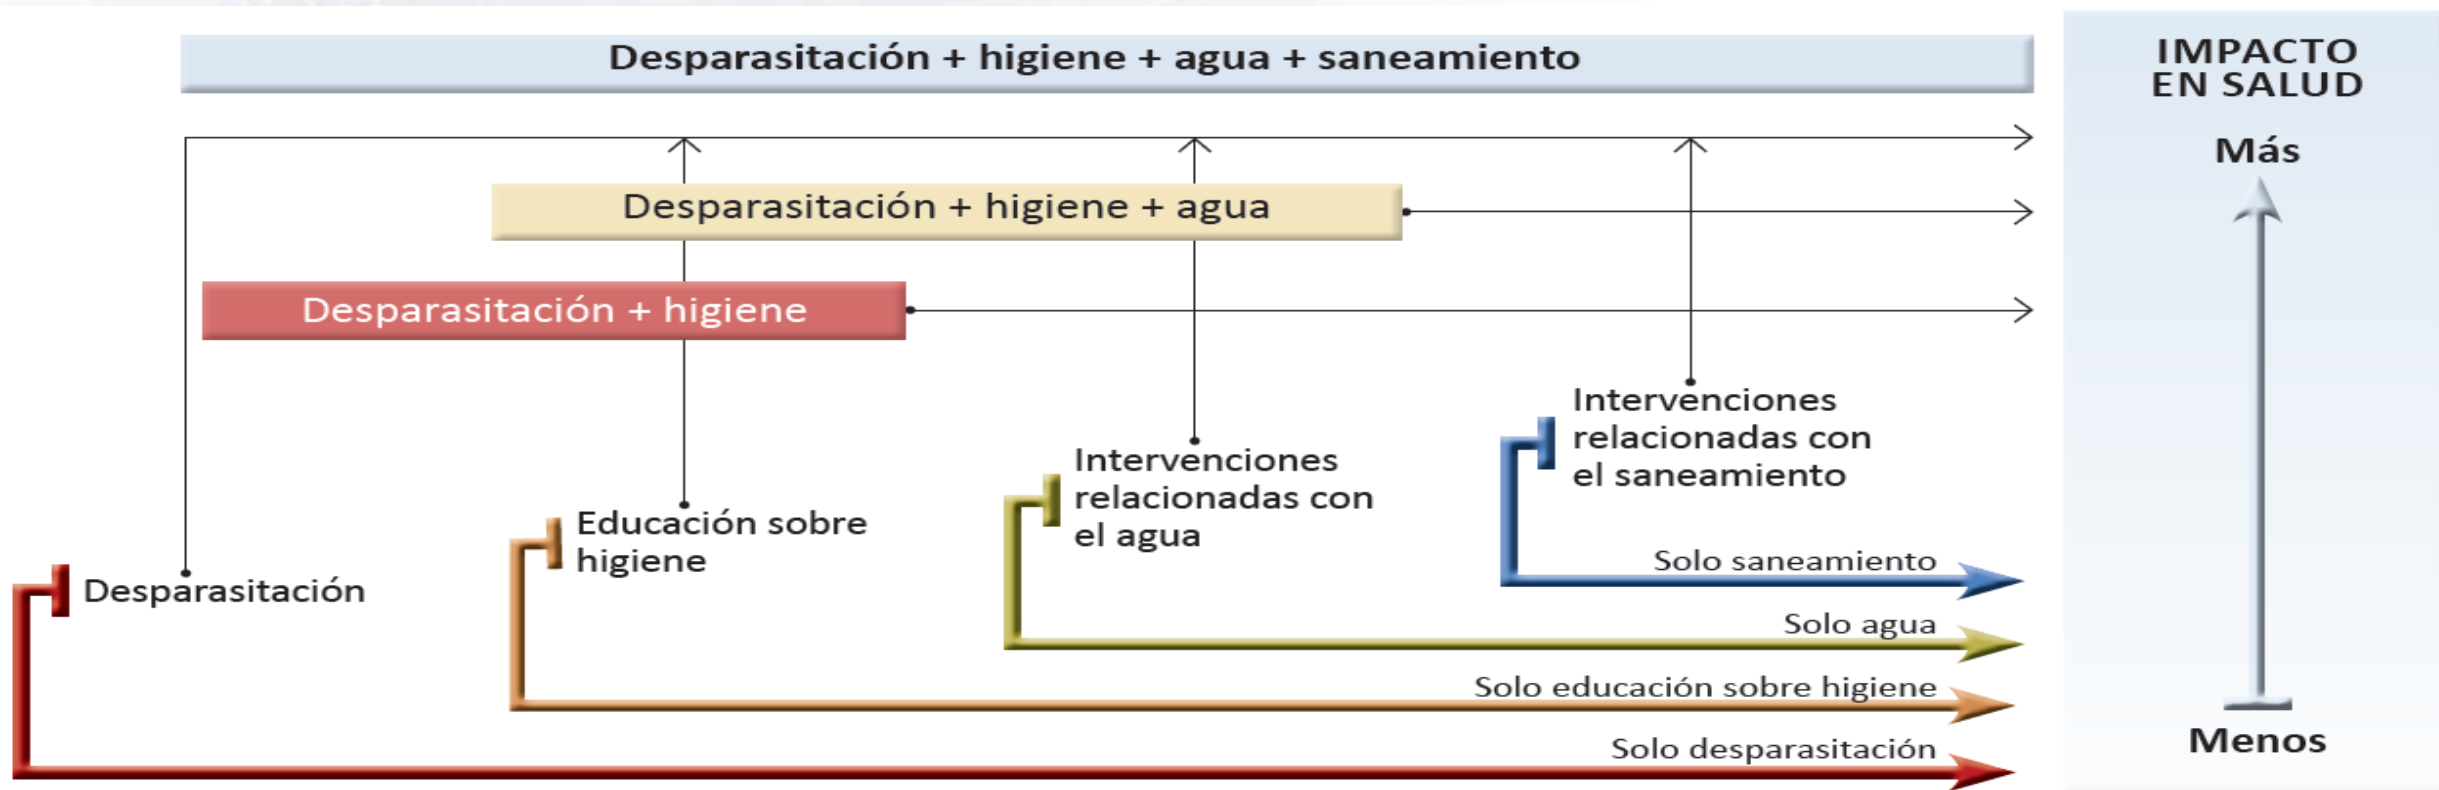 Desparasitación + higiene + agua + saneamiento
IMPACTO
EN SALUD
Más
Desparasitación + higiene + agua
Desparasitación + higiene
Intervenciones
relacionadas con
el saneamiento
Intervenciones
relacionadas con
el agua
Educación sobre
higiene
Desparasitación
Solo saneamiento
Solo agua
Solo educación sobre higiene
Solo desparasitación
Menos